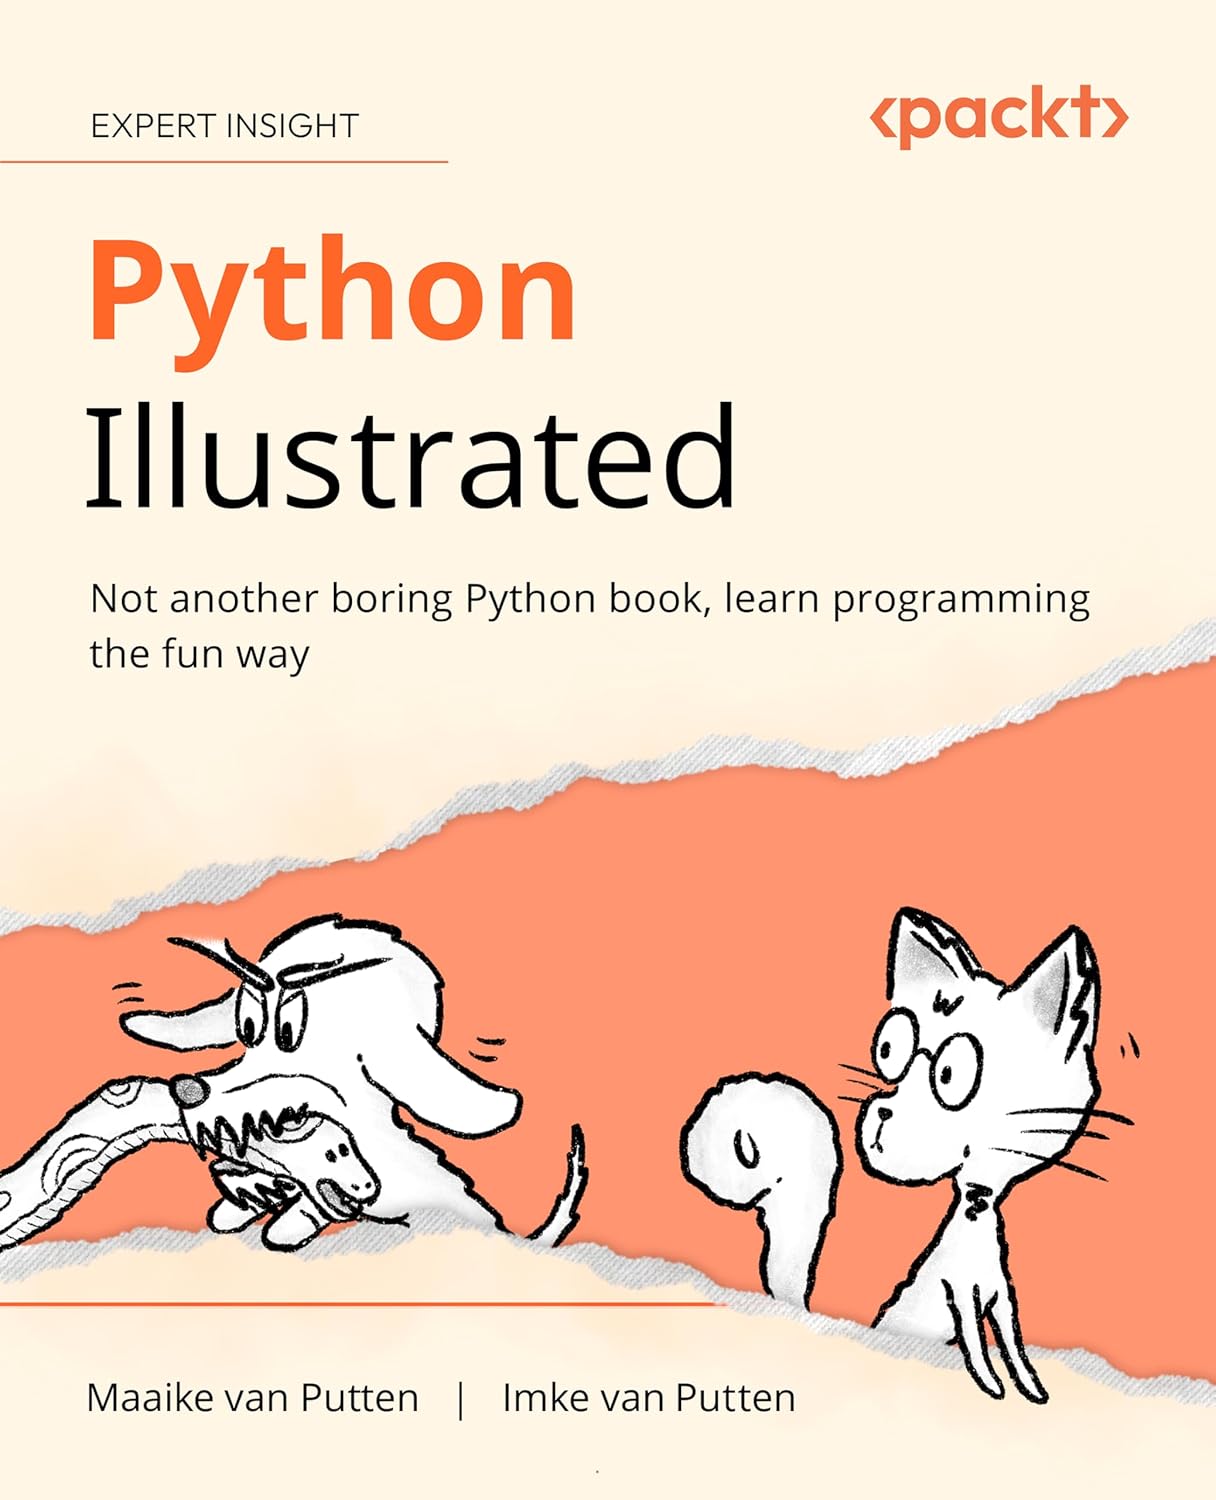 EXPERT INSIGHT
<packt>
Python
Illustrated
Not another boring Python book, learn programming
the fun way
Maaike van Putten | Imke van Putten